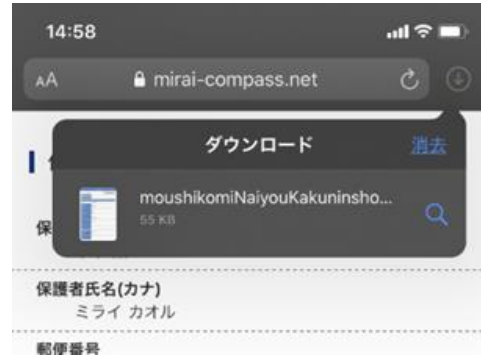 14:58
AA mirai-compass.net
ダウンロード 消去
moushikomiNaiyouKakuninsho...
55 KB
保
保護者氏名(カナ)
ミライ カオル
郵便番号